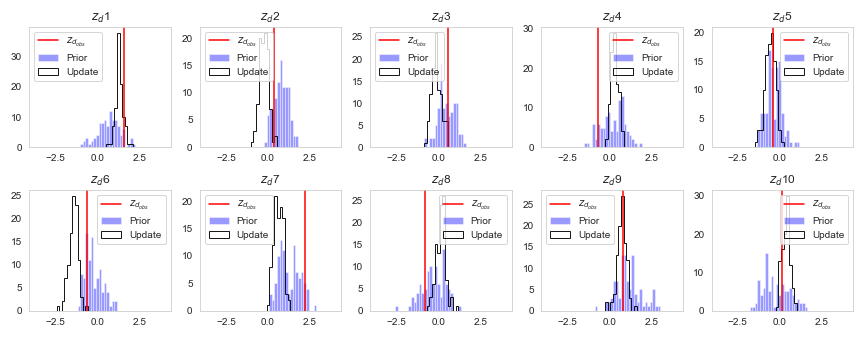 z_d1
z_d2
z_d3
z_d4
z_d5
30
20
10
0
z_{d_{obs}}
Prior
Update
−2.5 0.0 2.5
20
15
10
5
0
z_{d_{obs}}
Prior
Update
−2.5 0.0 2.5
25
20
15
10
5
0
z_{d_{obs}}
Prior
Update
−2.5 0.0 2.5
30
20
10
0
z_{d_{obs}}
Prior
Update
−2.5 0.0 2.5
20
15
10
5
0
z_{d_{obs}}
Prior
Update
−2.5 0.0 2.5
z_d6
z_d7
z_d8
z_d9
z_d10
25
20
15
10
5
0
z_{d_{obs}}
Prior
Update
−2.5 0.0 2.5
20
15
10
5
0
z_{d_{obs}}
Prior
Update
−2.5 0.0 2.5
25
20
15
10
5
0
z_{d_{obs}}
Prior
Update
−2.5 0.0 2.5
25
20
15
10
5
0
z_{d_{obs}}
Prior
Update
−2.5 0.0 2.5
30
20
10
0
z_{d_{obs}}
Prior
Update
−2.5 0.0 2.5